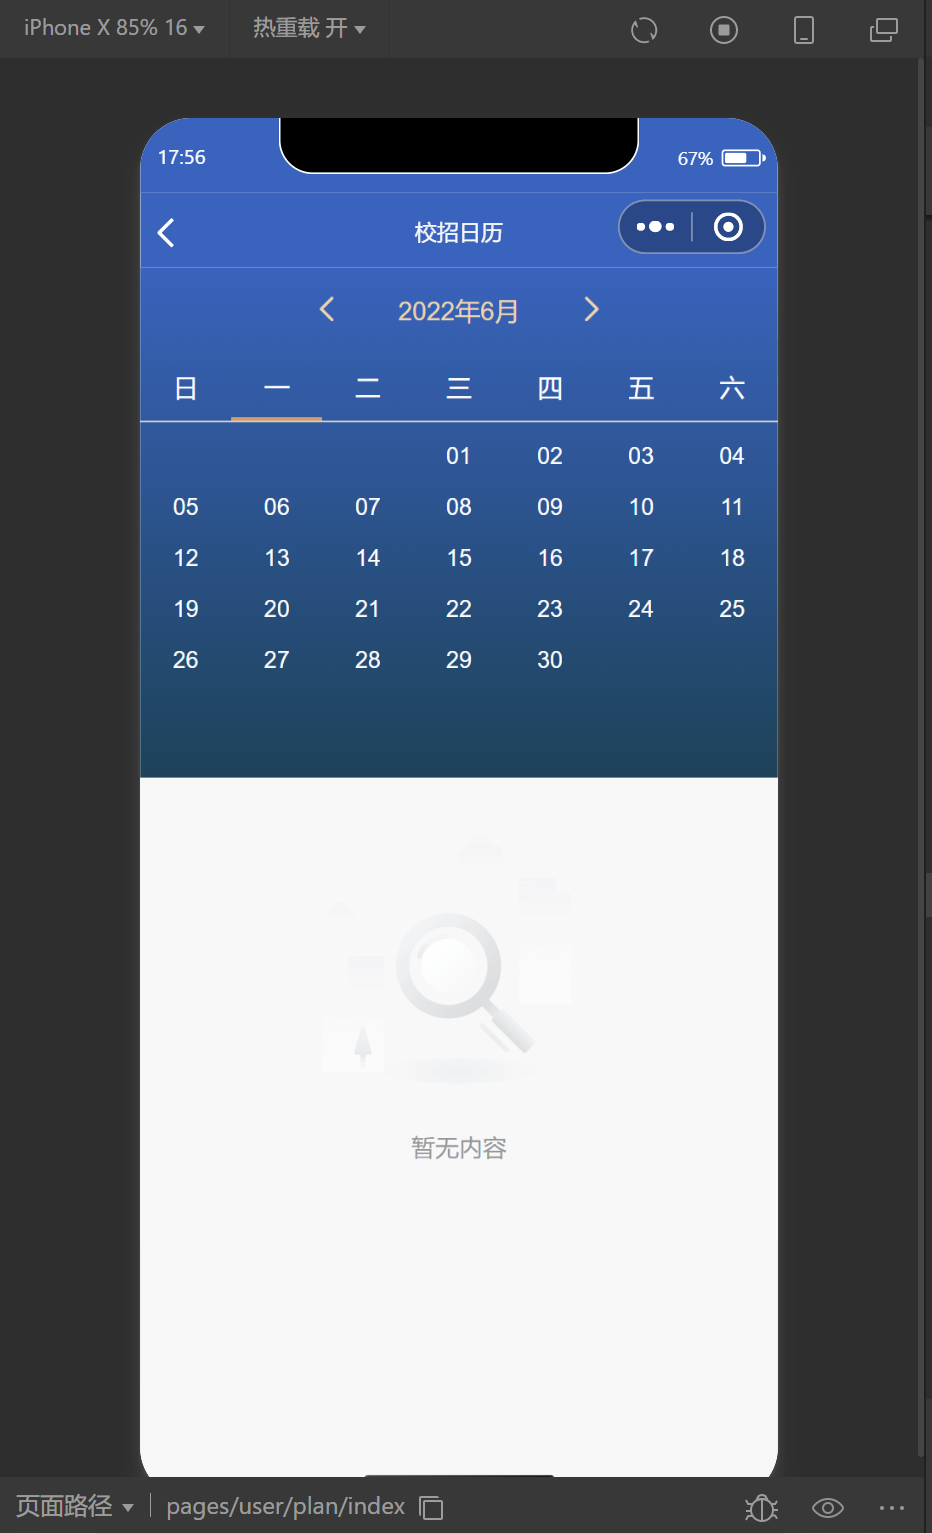 iPhone X 85% 16 热重载 开
17:56 67%
校招日历
2022年6月
日 一 二 三 四 五 六
01 02 03 04
05 06 07 08 09 10 11
12 13 14 15 16 17 18
19 20 21 22 23 24 25
26 27 28 29 30
暂无内容
页面路径 pages/user/plan/index